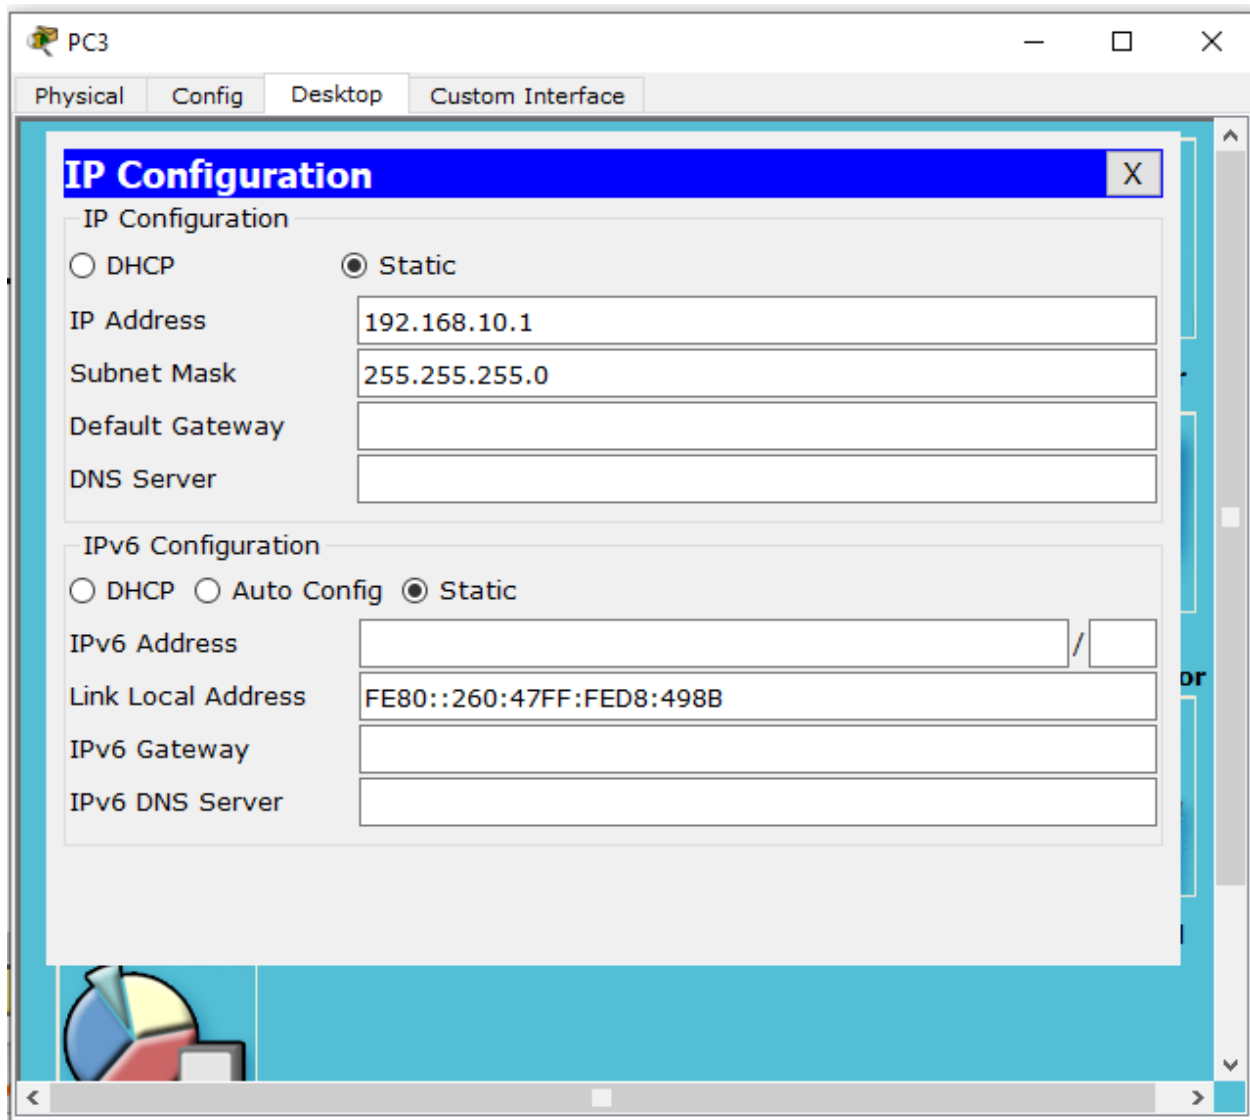 PC3
Physical Config Desktop Custom Interface
IP Configuration X
IP Configuration
DHCP Static
IP Address 192.168.10.1
Subnet Mask 255.255.255.0
Default Gateway
DNS Server
IPv6 Configuration
DHCP Auto Config Static
IPv6 Address /
Link Local Address FE80::260:47FF:FED8:498B
IPv6 Gateway
IPv6 DNS Server